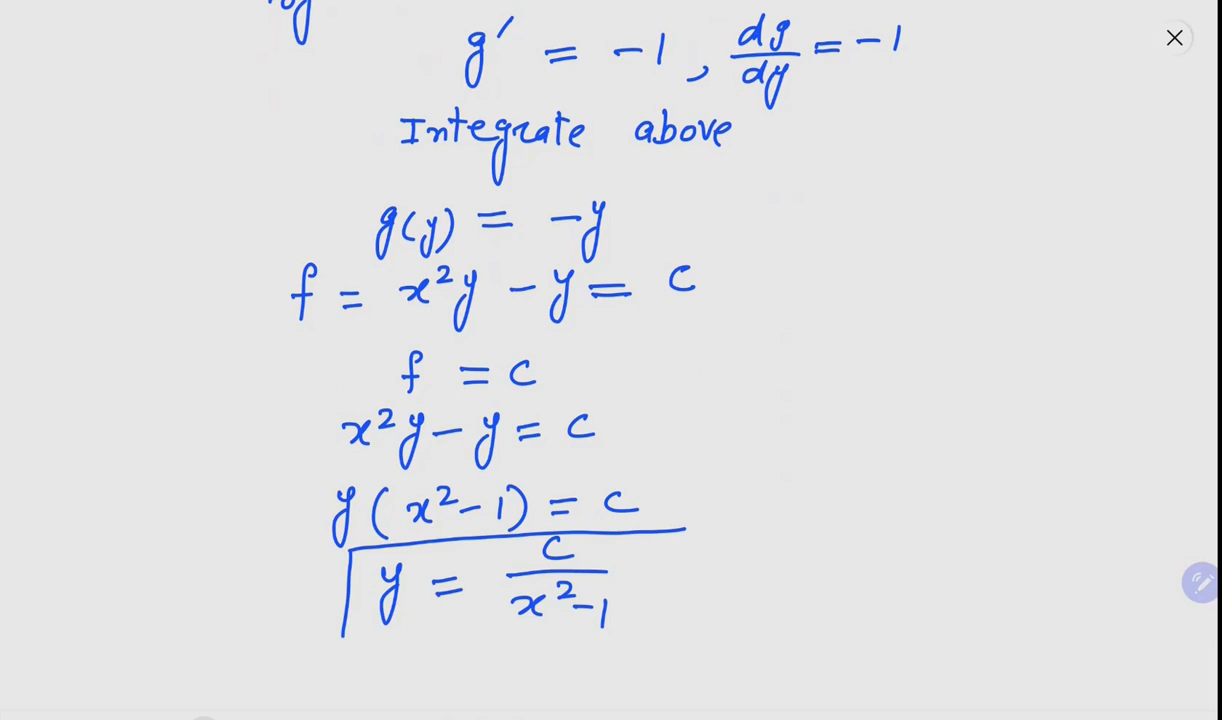 g′ = -1, dg/dy = -1
Integrate above
g(y) = -y
f = x²y - y = c
f = c
x²y - y = c
y(x² - 1) = c
y = c/(x² - 1)